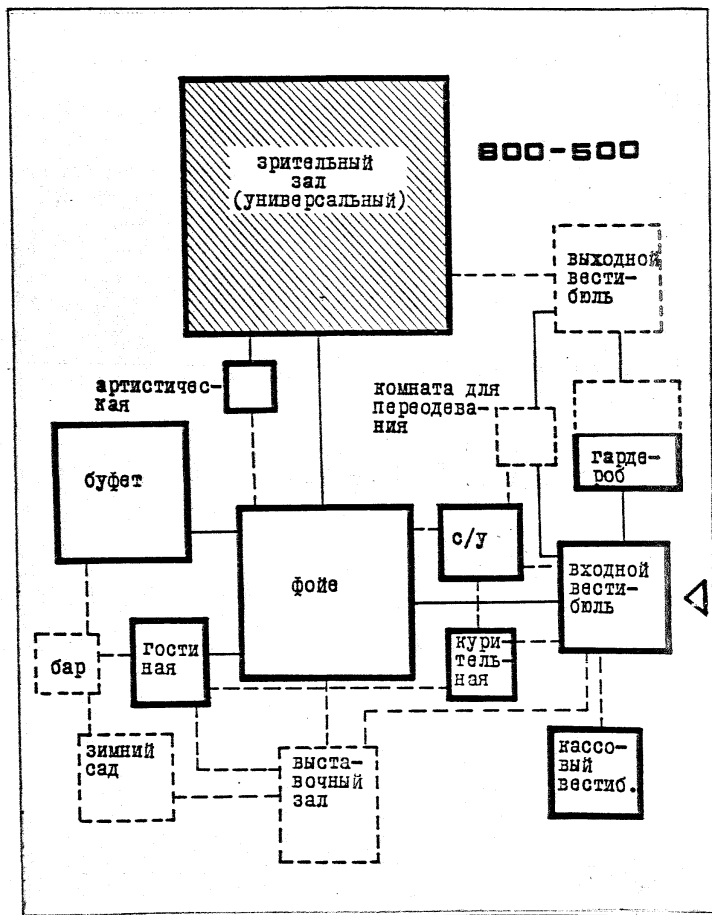 зрительный
зал
(универсальный)
800-500
выходной
вести-
бюль
артистичес-
кая
комната для
переодева-
ния
гарде-
роб
буфет
с/у
фойе
входной
вести-
бюль
гости
ная
кури-
тель-
ная
бар
зимний
сад
выста-
вочный
зал
кассо-
вый
вестиб.